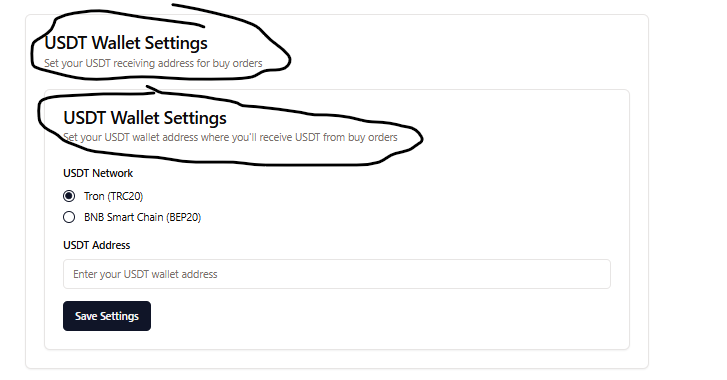 USDT Wallet Settings
Set your USDT receiving address for buy orders
USDT Wallet Settings
Set your USDT wallet address where you'll receive USDT from buy orders
USDT Network
Tron (TRC20)
BNB Smart Chain (BEP20)
USDT Address
Enter your USDT wallet address
Save Settings